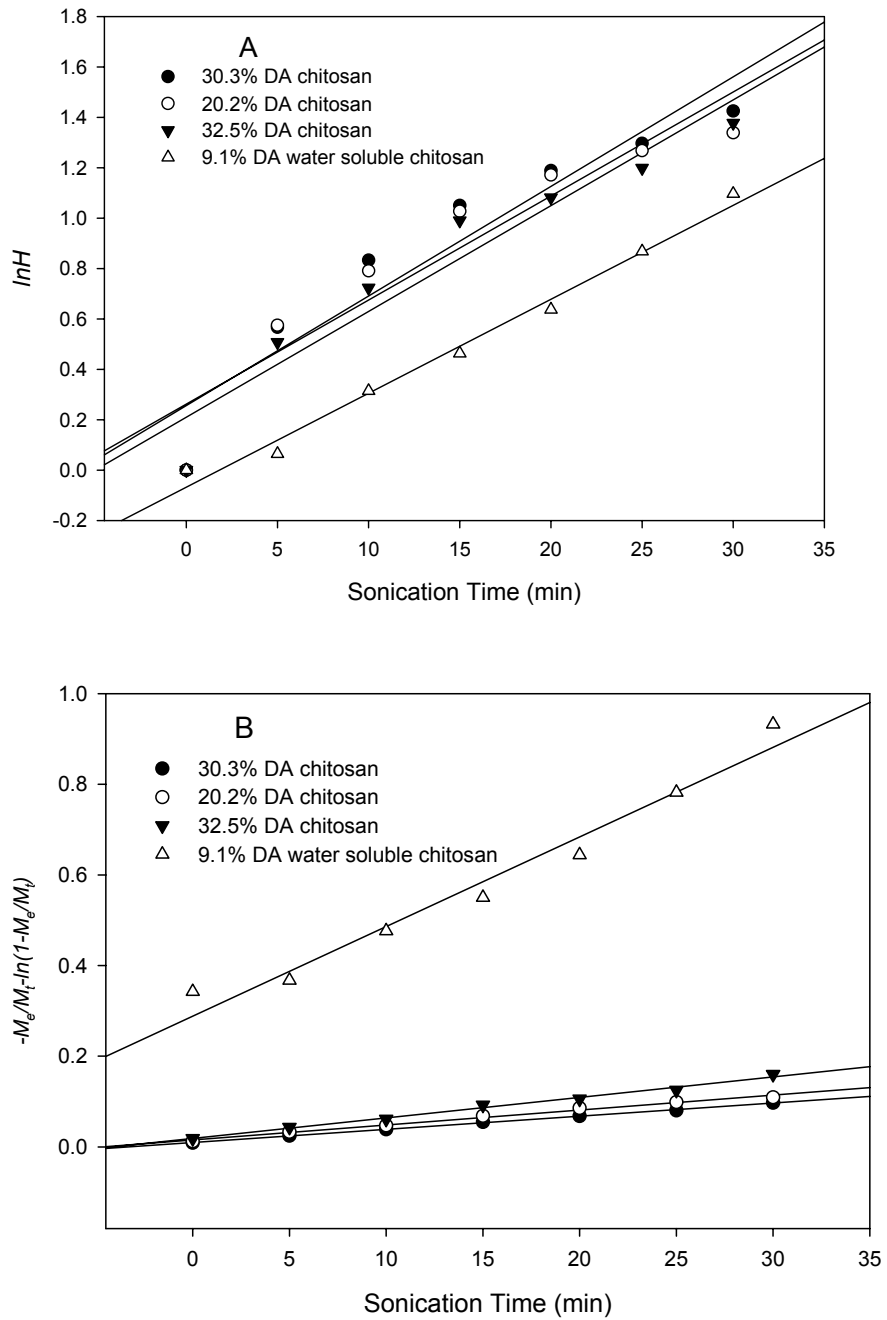 A
30.3% DA chitosan
20.2% DA chitosan
32.5% DA chitosan
9.1% DA water soluble chitosan
lnH
1.8
1.6
1.4
1.2
1.0
0.8
0.6
0.4
0.2
0.0
-0.2
0 5 10 15 20 25 30 35
Sonication Time (min)
B
30.3% DA chitosan
20.2% DA chitosan
32.5% DA chitosan
9.1% DA water soluble chitosan
-Me/Mt-ln(1-Me/Mt)
1.0
0.8
0.6
0.4
0.2
0.0
0 5 10 15 20 25 30 35
Sonication Time (min)